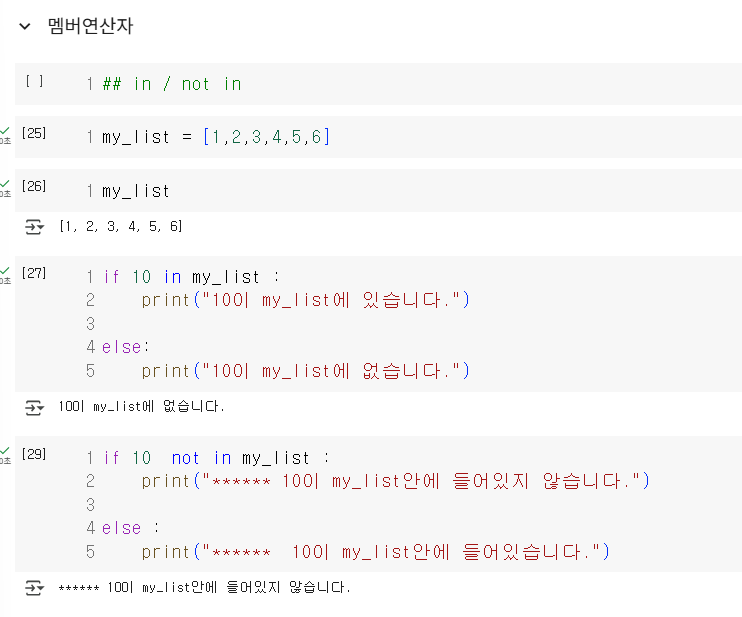 멤버연산자
[ ] 1 ## in / not in
[25] 1 my_list = [1,2,3,4,5,6]
0초
[26] 1 my_list
0초
[1, 2, 3, 4, 5, 6]
[27] 1 if 10 in my_list :
0초
2 print("10이 my_list에 있습니다.")
3
4 else:
5 print("10이 my_list에 없습니다.")
10이 my_list에 없습니다.
[29] 1 if 10  not in my_list :
0초
2 print("****** 10이 my_list안에 들어있지 않습니다.")
3
4 else :
5 print("******  10이 my_list안에 들어있습니다.")
****** 10이 my_list안에 들어있지 않습니다.